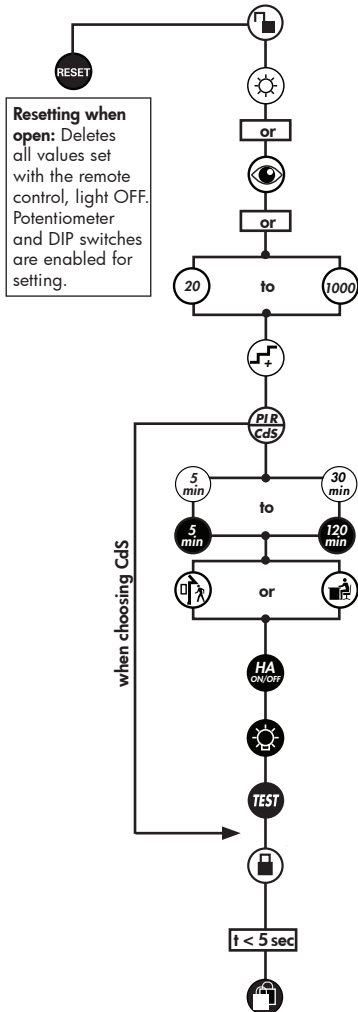 RESET
Resetting when
open: Deletes
all values set
with the remote
control, light OFF.
Potentiometer
and DIP switches
are enabled for
setting.
or
or
20 to 1000
+
PIR
CdS
when choosing CdS
5
min
30
min
to
5
min
120
min
or
HA
ON/OFF
TEST
t < 5 sec